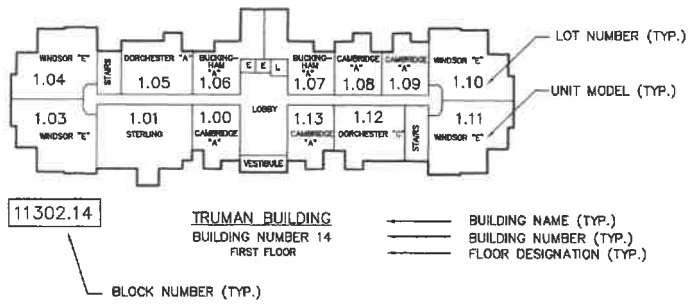 WINDSOR "E"
1.04
STAIRS
DORCHESTER "A"
1.05
BUCKING-
HAM
"A"
1.06
E E L
BUCKING-
HAM
"A"
1.07
CAMBRIDGE
"A"
1.08
CAMBRIDGE
"A"
1.09
WINDSOR "E"
1.10
LOT NUMBER (TYP.)
1.03
WINDSOR "E"
1.01
STERLING
1.00
CAMBRIDGE
"A"
LOBBY
VESTIBULE
1.13
CAMBRIDGE
"A"
1.12
DORCHESTER "C"
STAIRS
1.11
WINDSOR "E"
UNIT MODEL (TYP.)
11302.14
TRUMAN BUILDING
BUILDING NUMBER 14
FIRST FLOOR
BUILDING NAME (TYP.)
BUILDING NUMBER (TYP.)
FLOOR DESIGNATION (TYP.)
BLOCK NUMBER (TYP.)